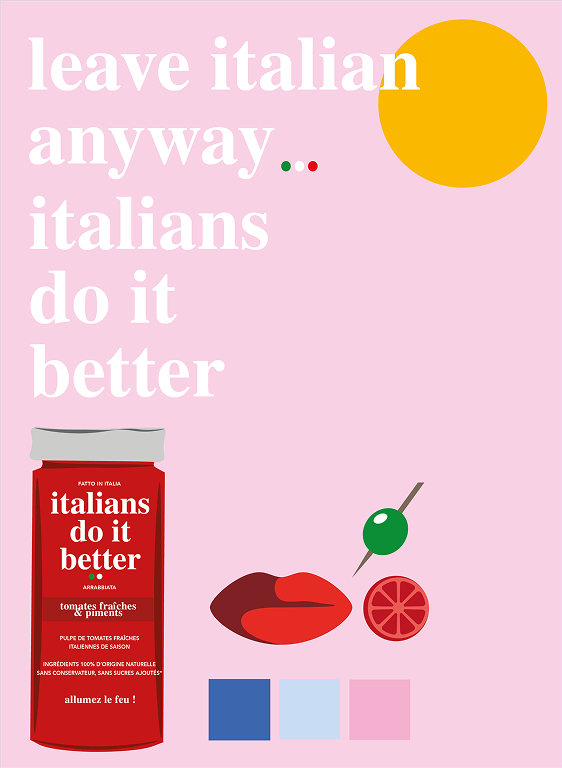 leave italian
anyway
italians
do it
better
FATTO IN ITALIA
italians
do it
better
ARRABBIATA
tomates fraîches
& piments
PULPE DE TOMATES FRAÎCHES
ITALIENNES DE SAISON
INGRÉDIENTS 100% D'ORIGINE NATURELLE
SANS CONSERVATEUR, SANS SUCRES AJOUTÉS*
allumez le feu !